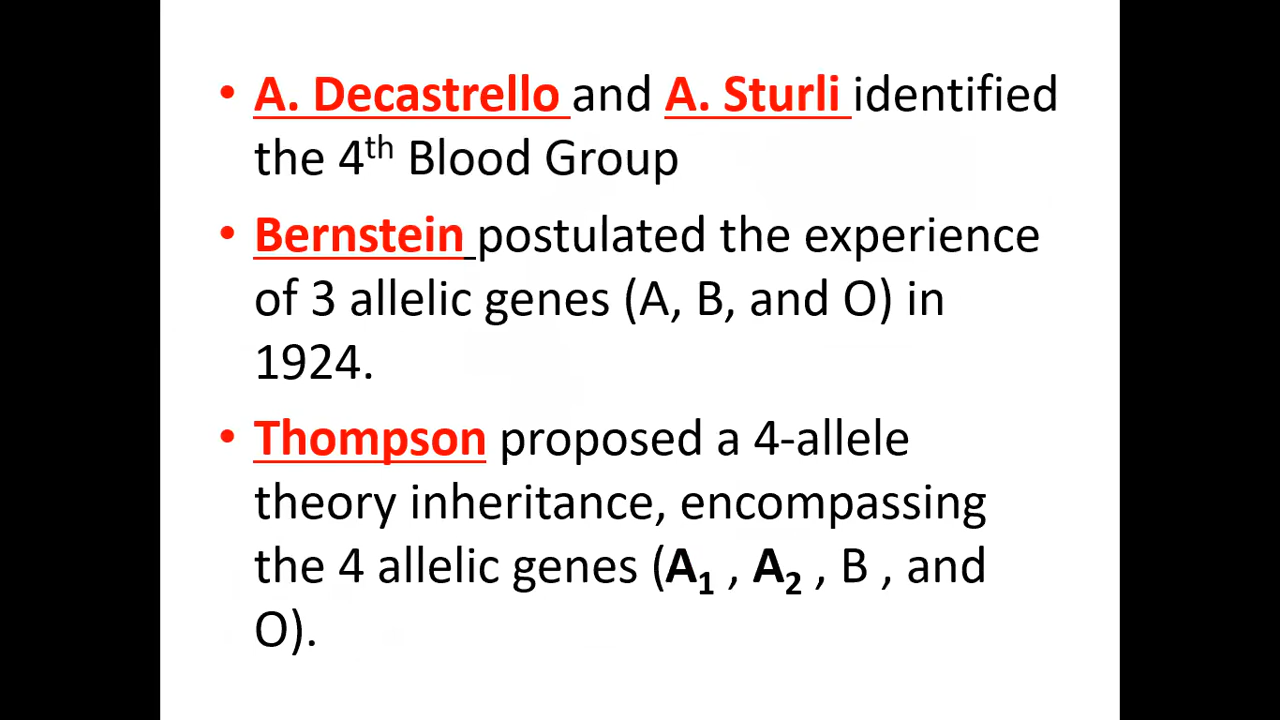 • A. Decastrello and A. Sturli identified
the 4th Blood Group
• Bernstein postulated the experience
of 3 allelic genes (A, B, and O) in
1924.
• Thompson proposed a 4-allele
theory inheritance, encompassing
the 4 allelic genes (A₁ , A₂ , B , and
O).